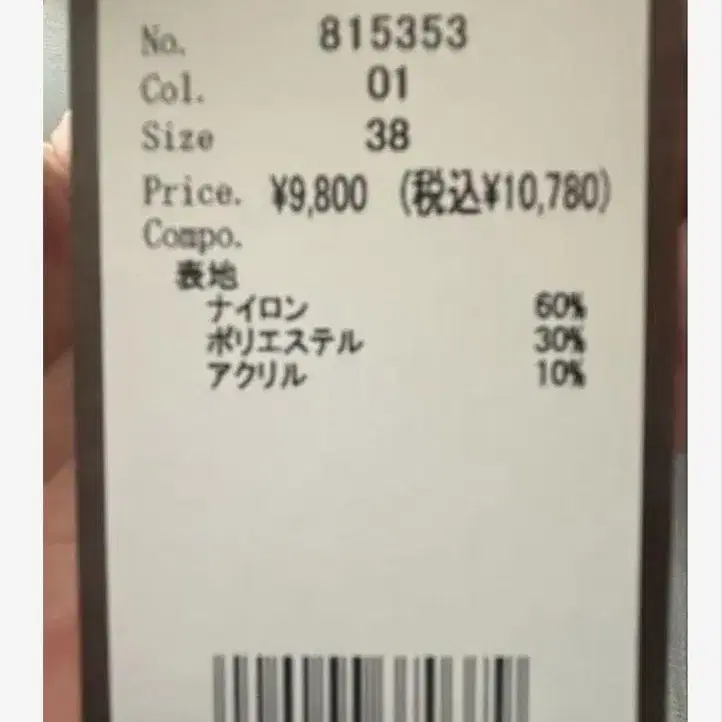 No. 815353
Col. 01
Size 38
Price. ¥9,800 (税込¥10,780)
Compo.
表地
ナイロン 60%
ポリエステル 30%
アクリル 10%